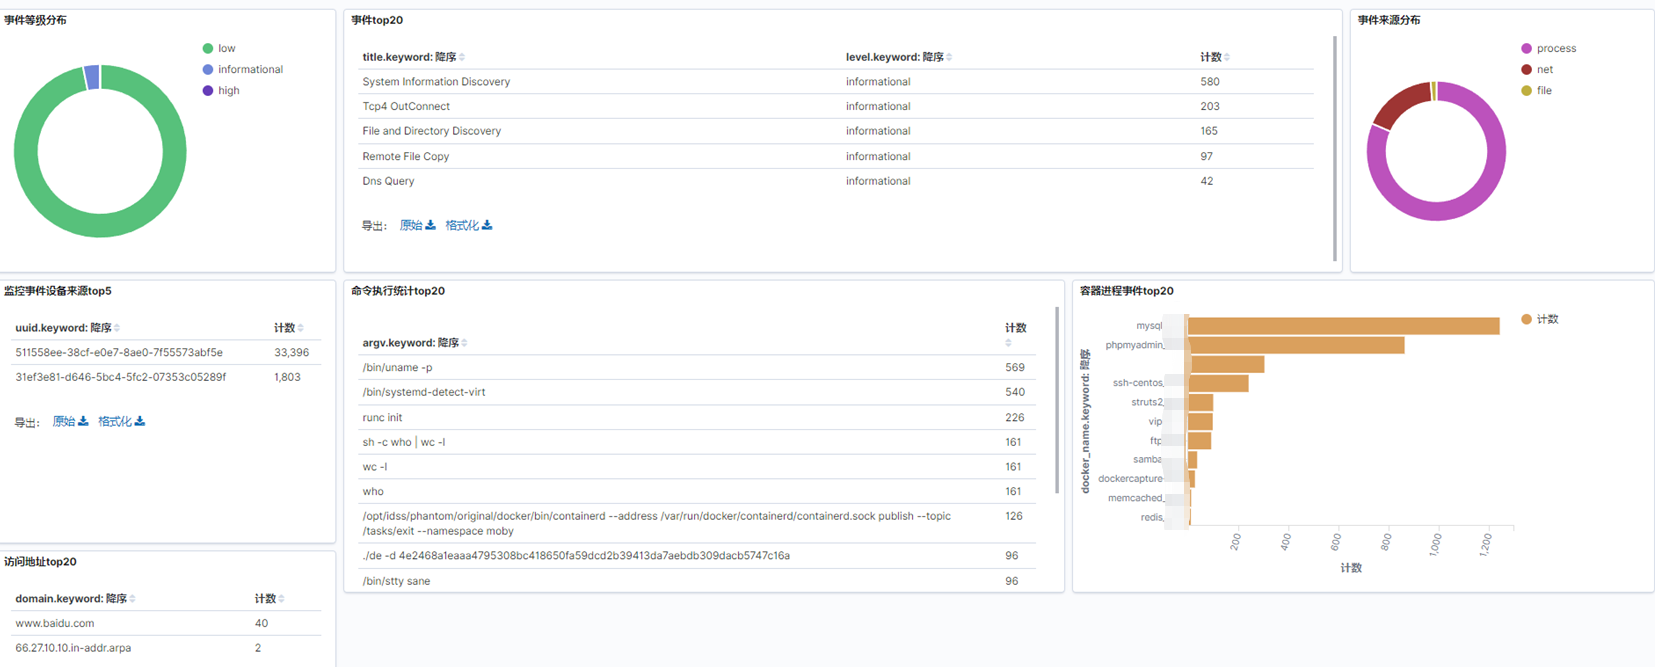 事件等级分布
low
informational
high
事件top20
title.keyword: 降序 level.keyword: 降序 计数
System Information Discovery informational 580
Tcp4 OutConnect informational 203
File and Directory Discovery informational 165
Remote File Copy informational 97
Dns Query informational 42
导出: 原始 格式化
事件来源分布
process
net
file
监控事件设备来源top5
uuid.keyword: 降序 计数
511558ee-38cf-e0e7-8ae0-7f55573abf5e 33,396
31ef3e81-d646-5bc4-5fc2-07353c05289f 1,803
导出: 原始 格式化
命令执行统计top20
argv.keyword: 降序 计数
/bin/uname -p 569
/bin/systemd-detect-virt 540
runc init 226
sh -c who | wc -l 161
wc -l 161
who 161
/opt/idss/phantom/original/docker/bin/containerd --address /var/run/docker/containerd/containerd.sock publish --topic 126
/tasks/exit --namespace moby
./de -d 4e2468a1eaaa4795308bc418650fa59dcd2b39413da7aebdb309dacb5747c16a 96
/bin/stty sane 96
容器进程事件top20
计数
docker_name.keyword: 降序
mysql
phpmyadmin_
ssh-centos_
struts2_
vip
ftp
samba
dockercapture
memcached_
redis_
200 400 600 800 1,000 1,200
计数
访问地址top20
domain.keyword: 降序 计数
www.baidu.com 40
66.27.10.10.in-addr.arpa 2